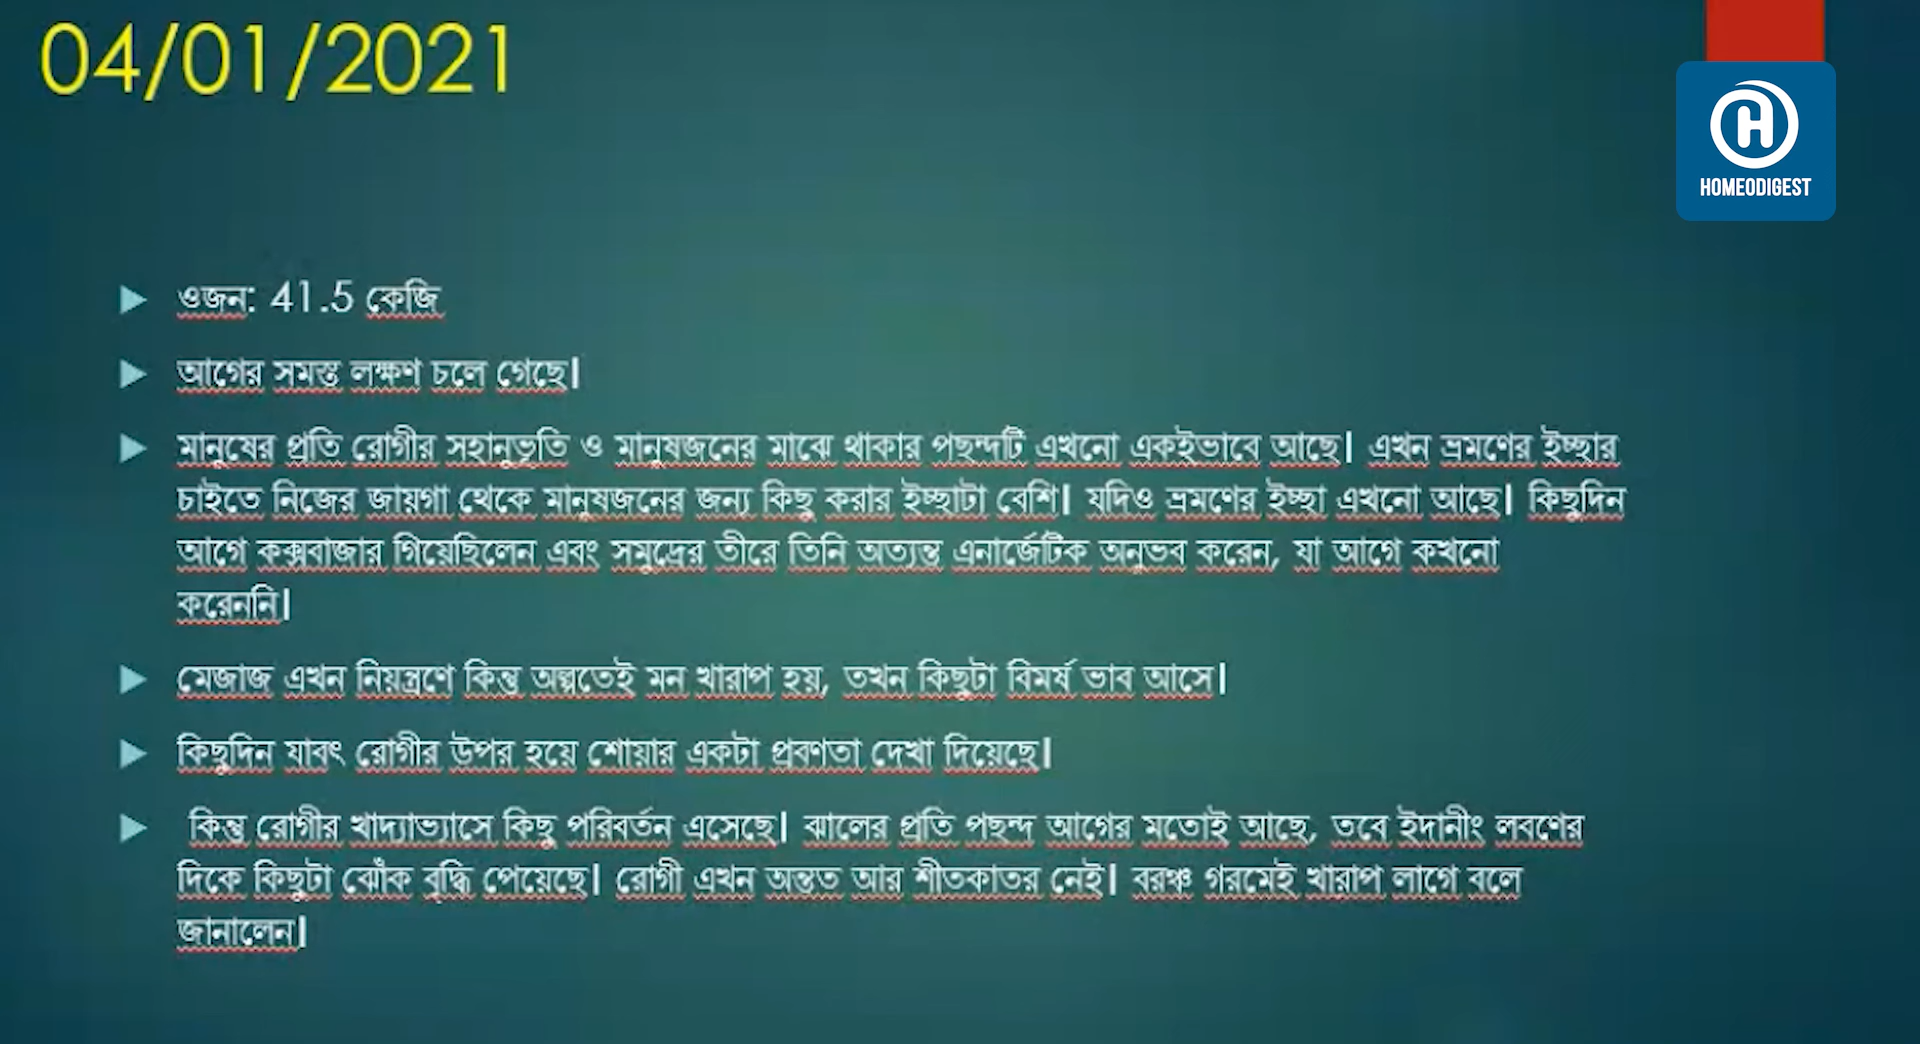 04/01/2021
HOMEODIGEST
ওজন: 41.5 কেজি
আগের সমস্ত লক্ষণ চলে গেছে।
মানুষের প্রতি রোগীর সহানুভূতি ও মানুষজনের মাঝে থাকার পছন্দটি এখনো একইভাবে আছে। এখন ভ্রমণের ইচ্ছার
চাইতে নিজের জায়গা থেকে মানুষজনের জন্য কিছু করার ইচ্ছাটা বেশি। যদিও ভ্রমণের ইচ্ছা এখনো আছে। কিছুদিন
আগে কক্সবাজার গিয়েছিলেন এবং সমুদ্রের তীরে তিনি অত্যন্ত এনার্জেটিক অনুভব করেন, যা আগে কখনো
করেননি।
মেজাজ এখন নিয়ন্ত্রণে কিন্তু অল্পতেই মন খারাপ হয়, তখন কিছুটা বিমর্ষ ভাব আসে।
কিছুদিন যাবৎ রোগীর উপর হয়ে শোয়ার একটা প্রবণতা দেখা দিয়েছে।
কিন্তু রোগীর খাদ্যাভ্যাসে কিছু পরিবর্তন এসেছে। ঝালের প্রতি পছন্দ আগের মতোই আছে, তবে ইদানীং লবণের
দিকে কিছুটা ঝোঁক বৃদ্ধি পেয়েছে। রোগী এখন অন্তত আর শীতকাতর নেই। বরঞ্চ গরমেই খারাপ লাগে বলে
জানালেন।